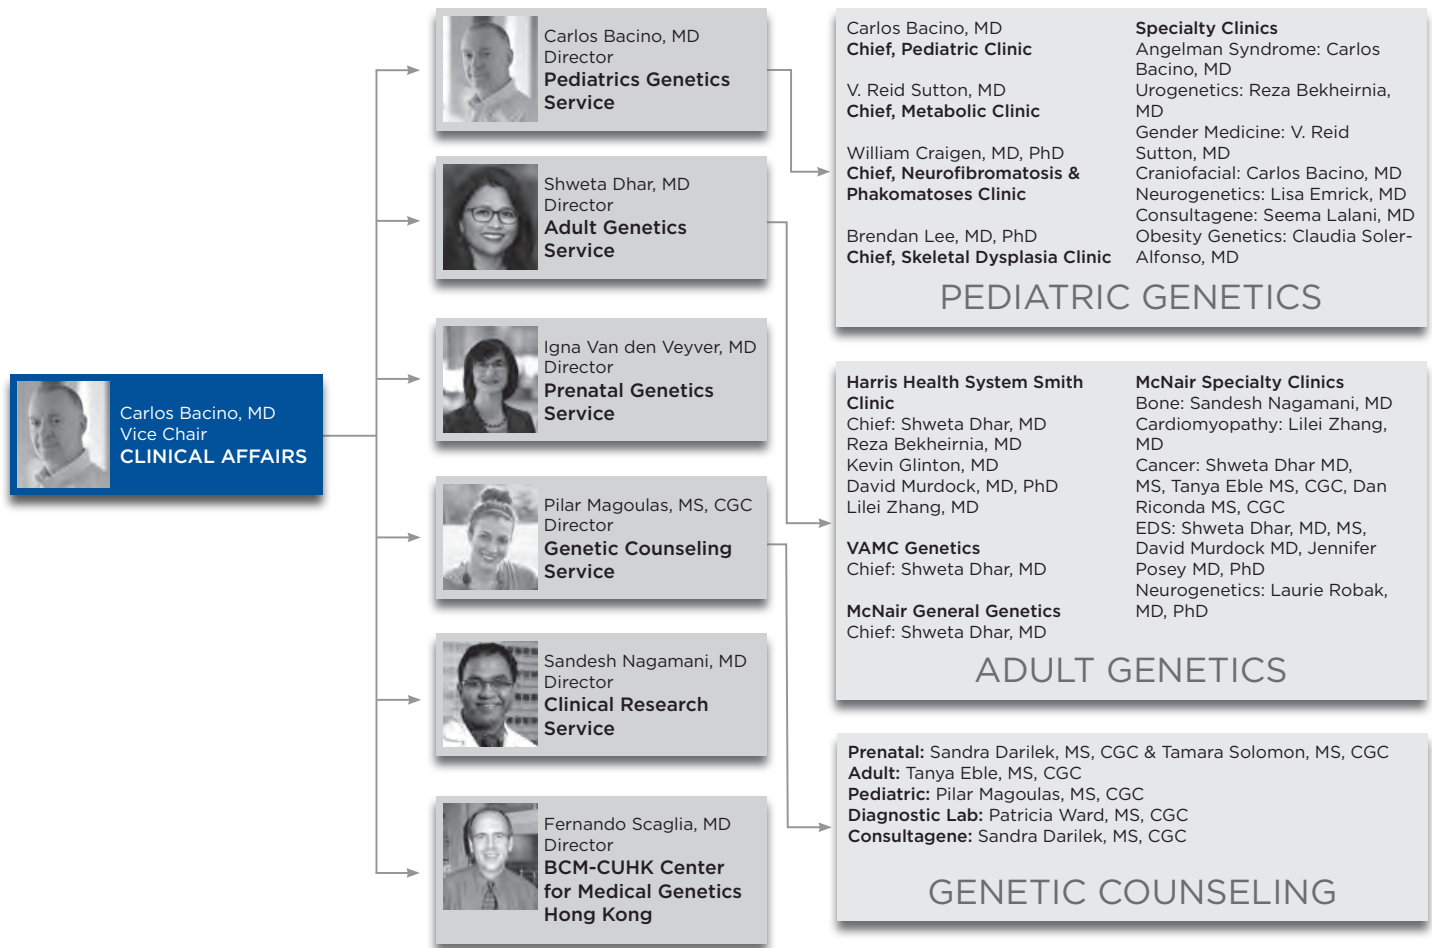 Carlos Bacino, MD
Vice Chair
CLINICAL AFFAIRS
Carlos Bacino, MD
Director
Pediatrics Genetics
Service
Shweta Dhar, MD
Director
Adult Genetics
Service
Igna Van den Veyver, MD
Director
Prenatal Genetics
Service
Pilar Magoulas, MS, CGC
Director
Genetic Counseling
Service
Sandesh Nagamani, MD
Director
Clinical Research
Service
Fernando Scaglia, MD
Director
BCM-CUHK Center
for Medical Genetics
Hong Kong
Carlos Bacino, MD
Chief, Pediatric Clinic
V. Reid Sutton, MD
Chief, Metabolic Clinic
William Craigen, MD, PhD
Chief, Neurofibromatosis &
Phakomatoses Clinic
Brendan Lee, MD, PhD
Chief, Skeletal Dysplasia Clinic
Specialty Clinics
Angelman Syndrome: Carlos
Bacino, MD
Urogenetics: Reza Bekheirnia,
MD
Gender Medicine: V. Reid
Sutton, MD
Craniofacial: Carlos Bacino, MD
Neurogenetics: Lisa Emrick, MD
Consultagene: Seema Lalani, MD
Obesity Genetics: Claudia Soler-
Alfonso, MD
PEDIATRIC GENETICS
Harris Health System Smith
Clinic
Chief: Shweta Dhar, MD
Reza Bekheirnia, MD
Kevin Glinton, MD
David Murdock, MD, PhD
Lilei Zhang, MD
VAMC Genetics
Chief: Shweta Dhar, MD
McNair General Genetics
Chief: Shweta Dhar, MD
McNair Specialty Clinics
Bone: Sandesh Nagamani, MD
Cardiomyopathy: Lilei Zhang,
MD
Cancer: Shweta Dhar MD,
MS, Tanya Eble MS, CGC, Dan
Riconda MS, CGC
EDS: Shweta Dhar, MD, MS,
David Murdock MD, Jennifer
Posey MD, PhD
Neurogenetics: Laurie Robak,
MD, PhD
ADULT GENETICS
Prenatal: Sandra Darilek, MS, CGC & Tamara Solomon, MS, CGC
Adult: Tanya Eble, MS, CGC
Pediatric: Pilar Magoulas, MS, CGC
Diagnostic Lab: Patricia Ward, MS, CGC
Consultagene: Sandra Darilek, MS, CGC
GENETIC COUNSELING